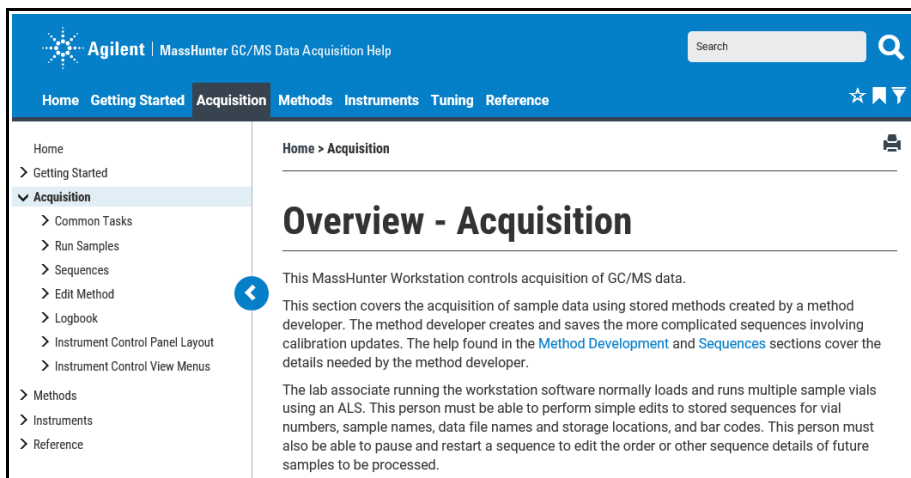 Agilent | MassHunter GC/MS Data Acquisition Help
Search
Home Getting Started Acquisition Methods Instruments Tuning Reference
Home
Getting Started
Acquisition
Common Tasks
Run Samples
Sequences
Edit Method
Logbook
Instrument Control Panel Layout
Instrument Control View Menus
Methods
Instruments
Reference
Home > Acquisition
Overview - Acquisition
This MassHunter Workstation controls acquisition of GC/MS data.
This section covers the acquisition of sample data using stored methods created by a method
developer. The method developer creates and saves the more complicated sequences involving
calibration updates. The help found in the Method Development and Sequences sections cover the
details needed by the method developer.
The lab associate running the workstation software normally loads and runs multiple sample vials
using an ALS. This person must be able to perform simple edits to stored sequences for vial
numbers, sample names, data file names and storage locations, and bar codes. This person must
also be able to pause and restart a sequence to edit the order or other sequence details of future
samples to be processed.